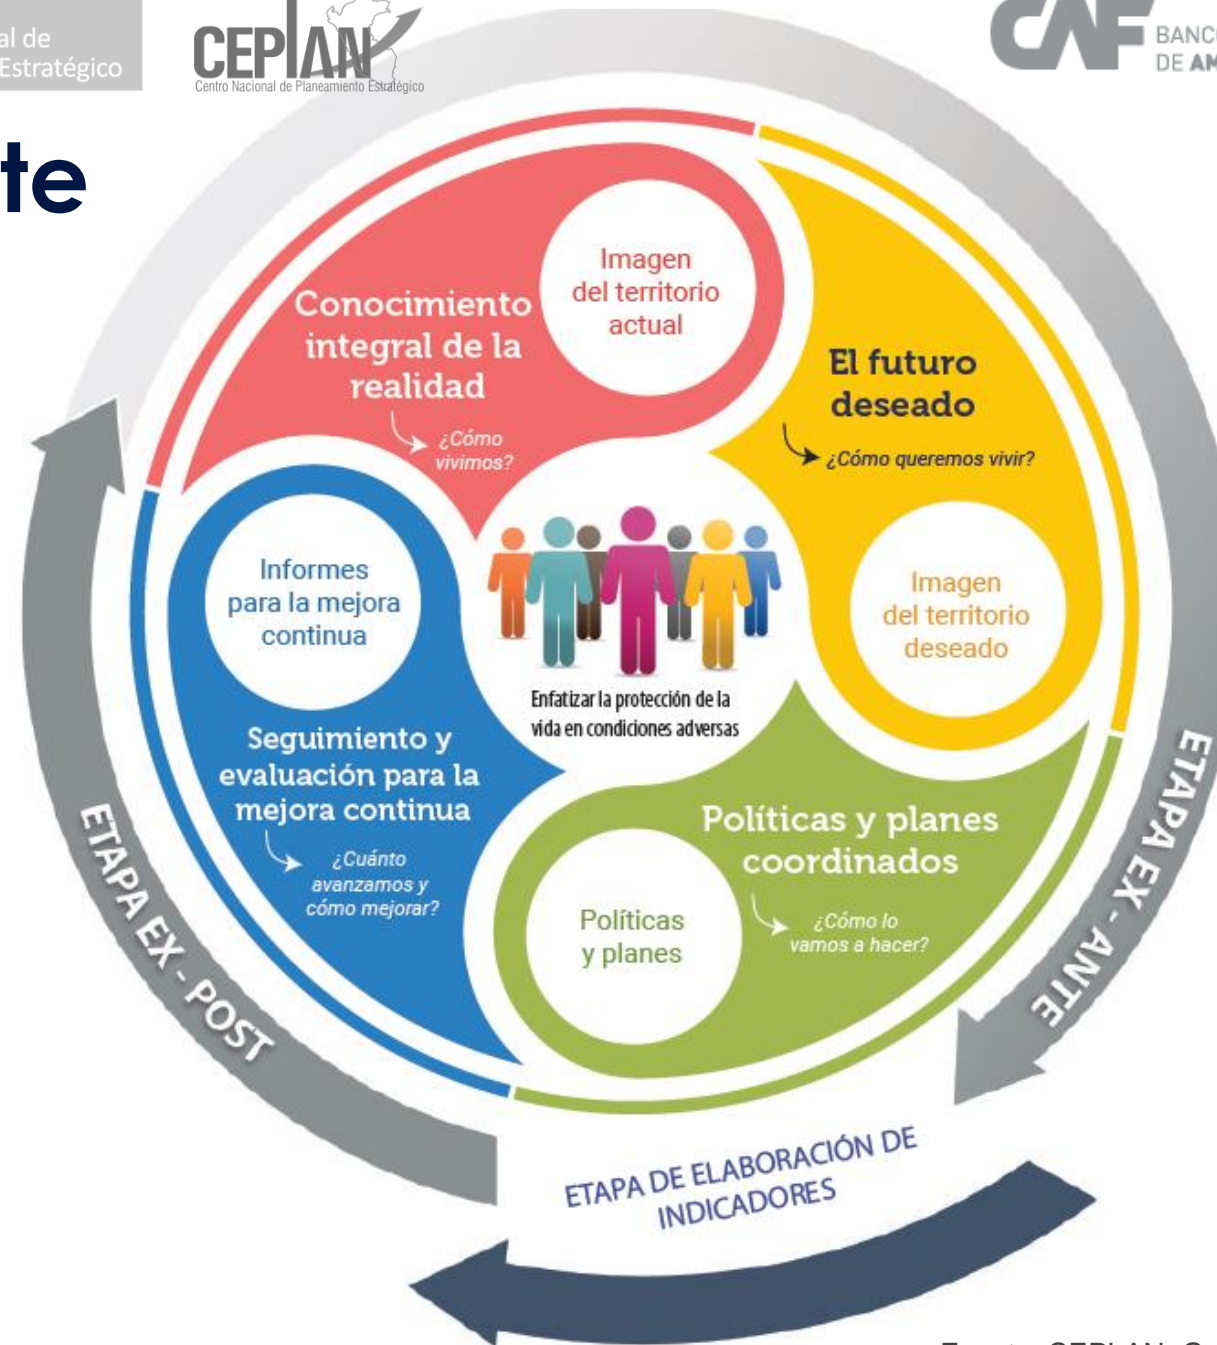 al de
Estratégico
CEPLAN
Centro Nacional de Planeamiento Estratégico
CAF
BANCO
DE AM
te
Conocimiento
integral de la
realidad
¿Cómo
vivimos?
Imagen
del territorio
actual
El futuro
deseado
¿Cómo queremos vivir?
Imagen
del territorio
deseado
Informes
para la mejora
continua
Seguimiento y
evaluación para la
mejora continua
¿Cuánto
avanzamos y
cómo mejorar?
Enfatizar la protección de la
vida en condiciones adversas
Políticas y planes
coordinados
¿Cómo lo
vamos a hacer?
Políticas
y planes
ETAPA EX - ANTE
ETAPA EX - POST
ETAPA DE ELABORACIÓN DE
INDICADORES